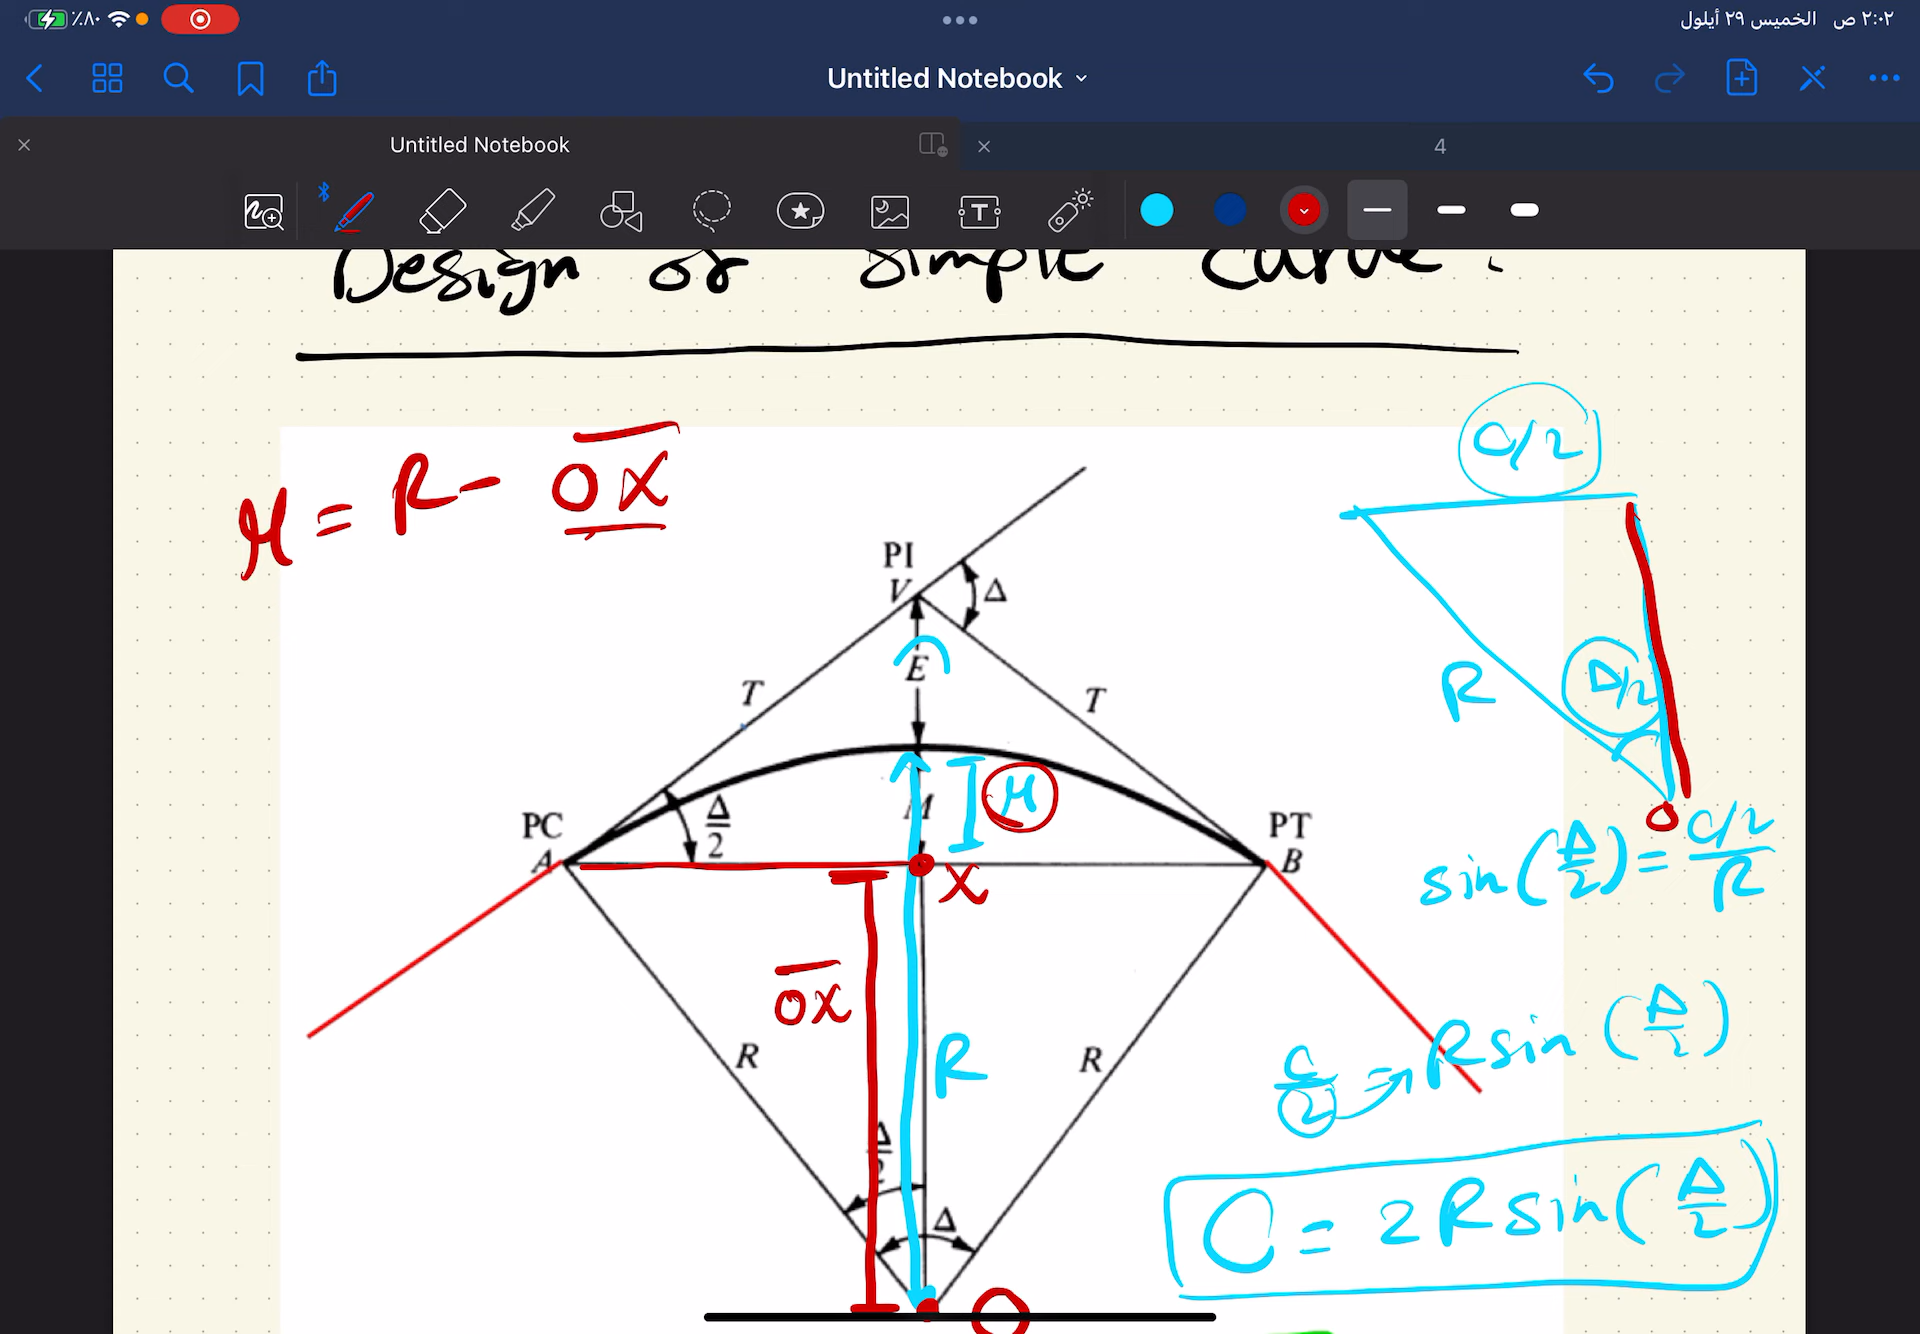 ٪٨٠
٢:٠٢ ص الخميس ٢٩ أيلول
Untitled Notebook
Untitled Notebook
4
T
Design of simple curve:
C/2
M = R - OX
PI
V
Δ
E
T
T
R
Δ/2
M
M
PC
Δ/2
PT
A
B
X
O
sin(Δ/2) = C/2 / R
OX
R
R
R
C/2 → R sin (Δ/2)
Δ/2
Δ
C = 2 R sin(Δ/2)
O